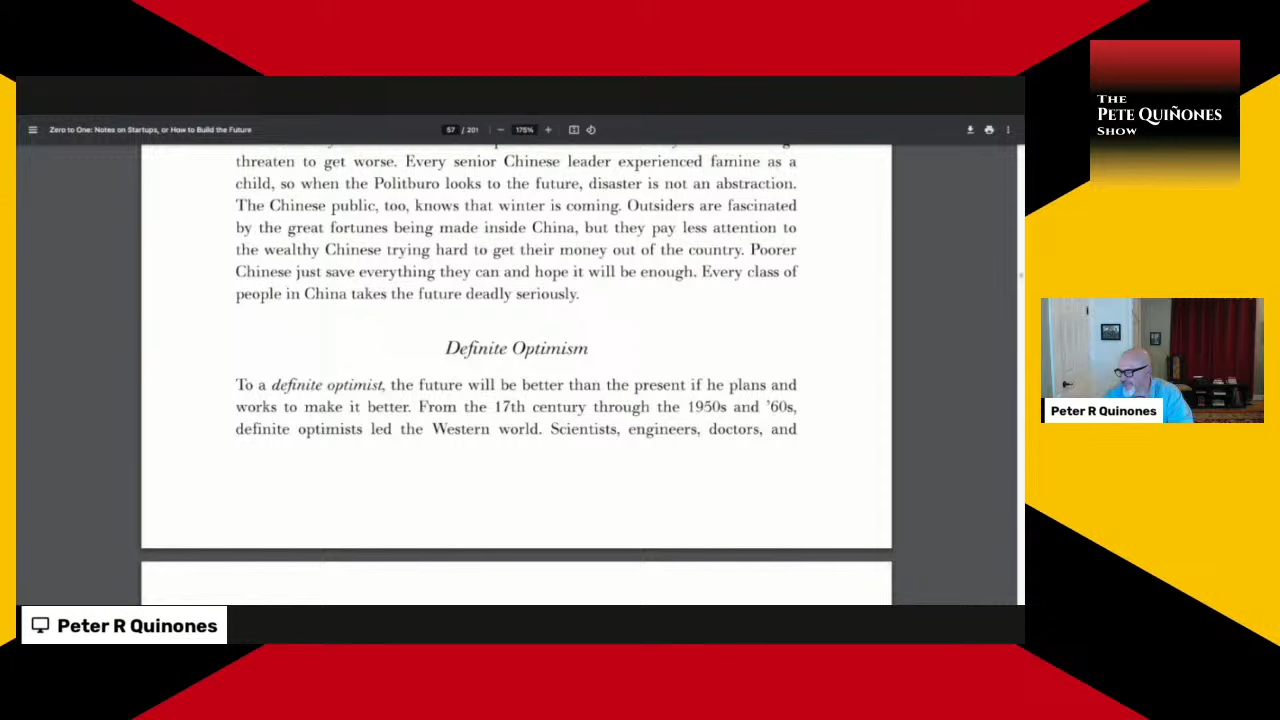 Zero to One: Notes on Startups, or How to Build the Future
57 / 201
175%
threaten to get worse. Every senior Chinese leader experienced famine as a
child, so when the Politburo looks to the future, disaster is not an abstraction.
The Chinese public, too, knows that winter is coming. Outsiders are fascinated
by the great fortunes being made inside China, but they pay less attention to
the wealthy Chinese trying hard to get their money out of the country. Poorer
Chinese just save everything they can and hope it will be enough. Every class of
people in China takes the future deadly seriously.
Definite Optimism
To a definite optimist, the future will be better than the present if he plans and
works to make it better. From the 17th century through the 1950s and ’60s,
definite optimists led the Western world. Scientists, engineers, doctors, and
Peter R Quinones
THE
PETE QUIÑONES
SHOW
Peter R Quinones